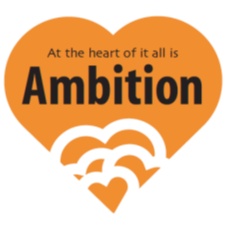 At the heart of it all is
Ambition